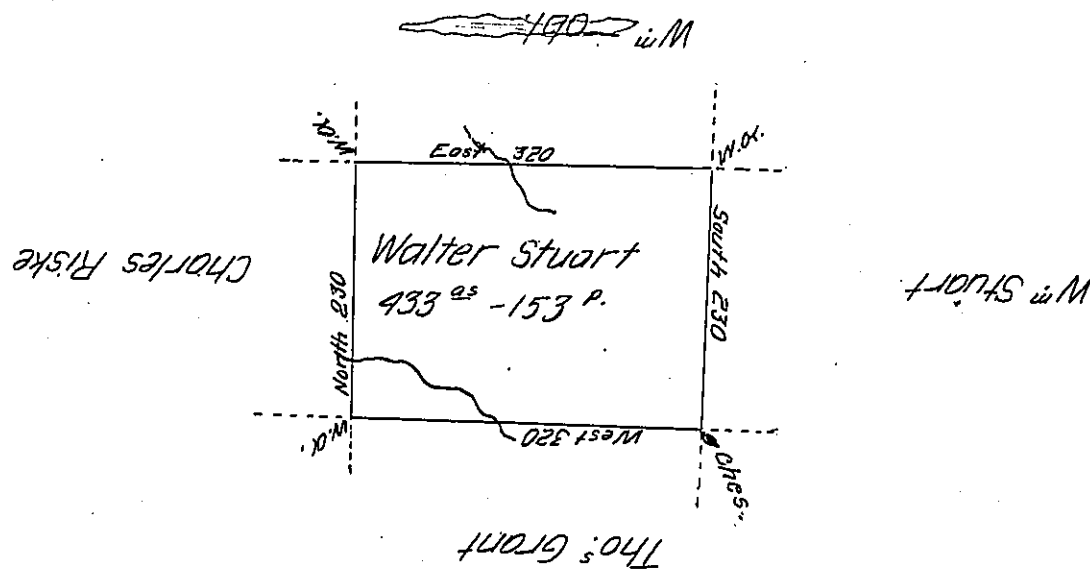 Wm
W.O.
W.O.
East 320
Charles Riske
Walter Stuart
433 as - 153 P.
North 230
South 230
Wm Stuart
W.O.
West 320
Ches.
Thos. Grant